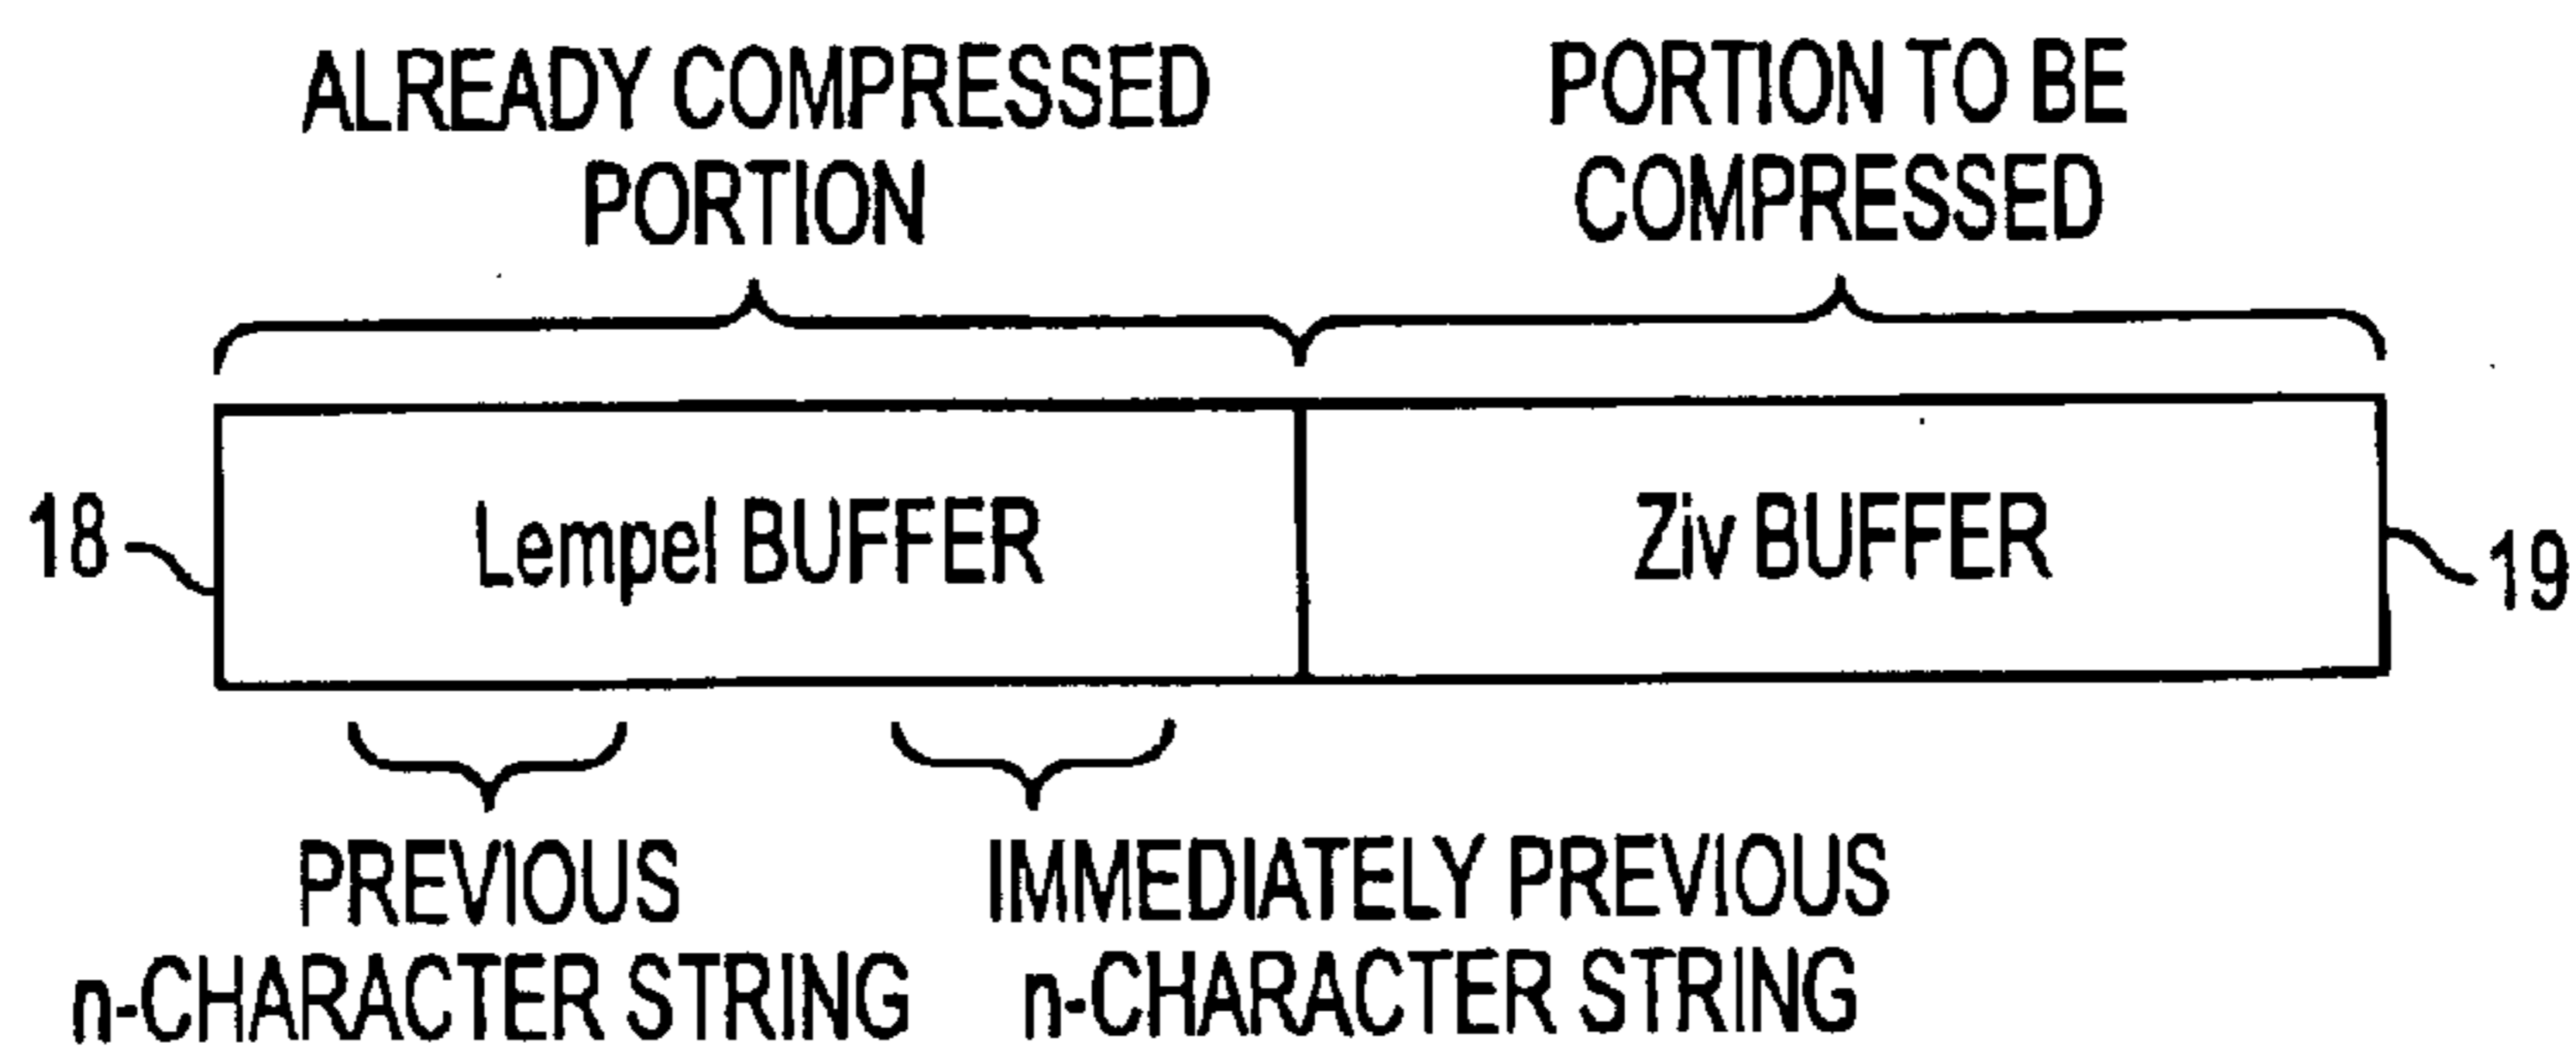 ALREADY COMPRESSED
PORTION
PORTION TO BE
COMPRESSED
18
Lempel BUFFER
Ziv BUFFER
19
PREVIOUS
n-CHARACTER STRING
IMMEDIATELY PREVIOUS
n-CHARACTER STRING